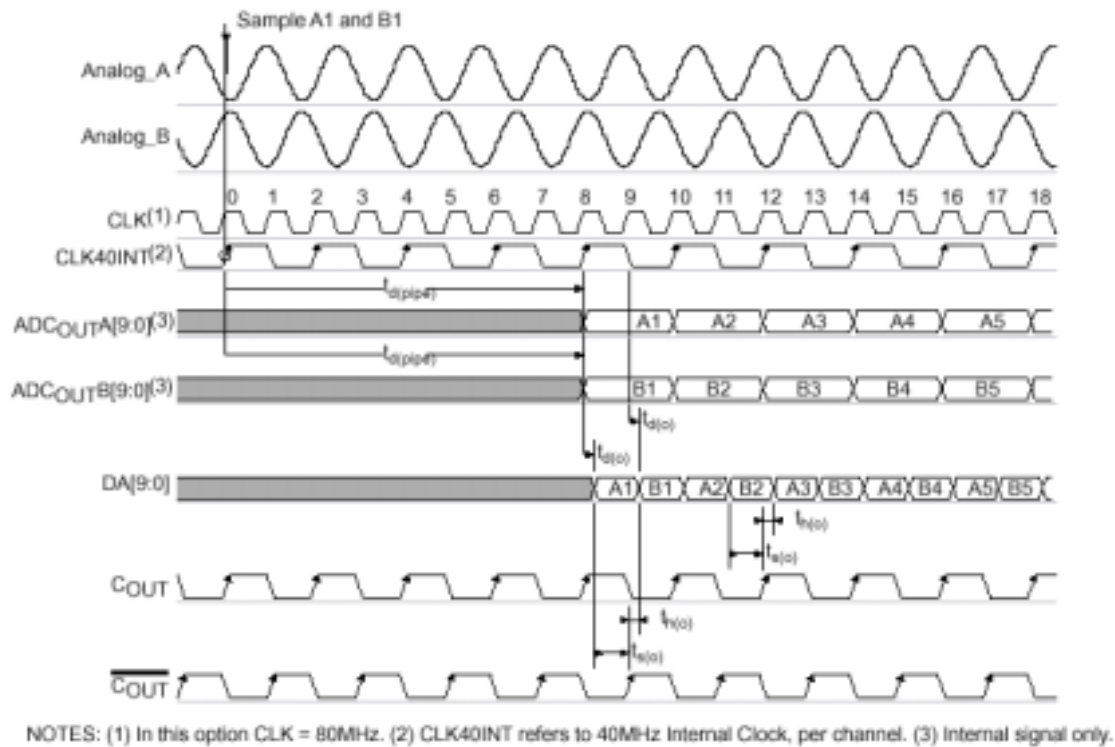 Sample A1 and B1
Analog_A
Analog_B
0 1 2 3 4 5 6 7 8 9 10 11 12 13 14 15 16 17 18
CLK(1)
CLK40INT(2)
td(pipe)
ADCOUTA[9:0](3) A1 A2 A3 A4 A5
td(pipe)
ADCOUTB[9:0](3) B1 B2 B3 B4 B5
td(o)
td(o)
DA[9:0] A1 B1 A2 B2 A3 B3 A4 B4 A5 B5
th(o)
ts(o)
COUT
th(o)
ts(o)
COUT
NOTES: (1) In this option CLK = 80MHz. (2) CLK40INT refers to 40MHz Internal Clock, per channel. (3) Internal signal only.